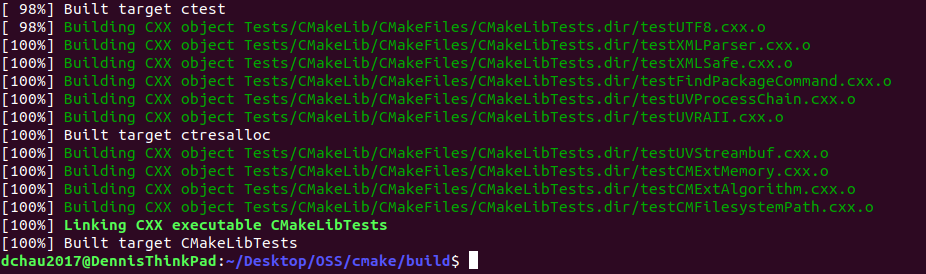 [ 98%] Built target ctest
[ 98%] Building CXX object Tests/CMakeLib/CMakeFiles/CMakeLibTests.dir/testUTF8.cxx.o
[100%] Building CXX object Tests/CMakeLib/CMakeFiles/CMakeLibTests.dir/testXMLParser.cxx.o
[100%] Building CXX object Tests/CMakeLib/CMakeFiles/CMakeLibTests.dir/testXMLSafe.cxx.o
[100%] Building CXX object Tests/CMakeLib/CMakeFiles/CMakeLibTests.dir/testFindPackageCommand.cxx.o
[100%] Building CXX object Tests/CMakeLib/CMakeFiles/CMakeLibTests.dir/testUVProcessChain.cxx.o
[100%] Building CXX object Tests/CMakeLib/CMakeFiles/CMakeLibTests.dir/testUVRAII.cxx.o
[100%] Built target ctresalloc
[100%] Building CXX object Tests/CMakeLib/CMakeFiles/CMakeLibTests.dir/testUVStreambuf.cxx.o
[100%] Building CXX object Tests/CMakeLib/CMakeFiles/CMakeLibTests.dir/testCMExtMemory.cxx.o
[100%] Building CXX object Tests/CMakeLib/CMakeFiles/CMakeLibTests.dir/testCMExtAlgorithm.cxx.o
[100%] Building CXX object Tests/CMakeLib/CMakeFiles/CMakeLibTests.dir/testCMFilesystemPath.cxx.o
[100%] Linking CXX executable CMakeLibTests
[100%] Built target CMakeLibTests
dchau2017@DennisThinkPad:~/Desktop/OSS/cmake/build$